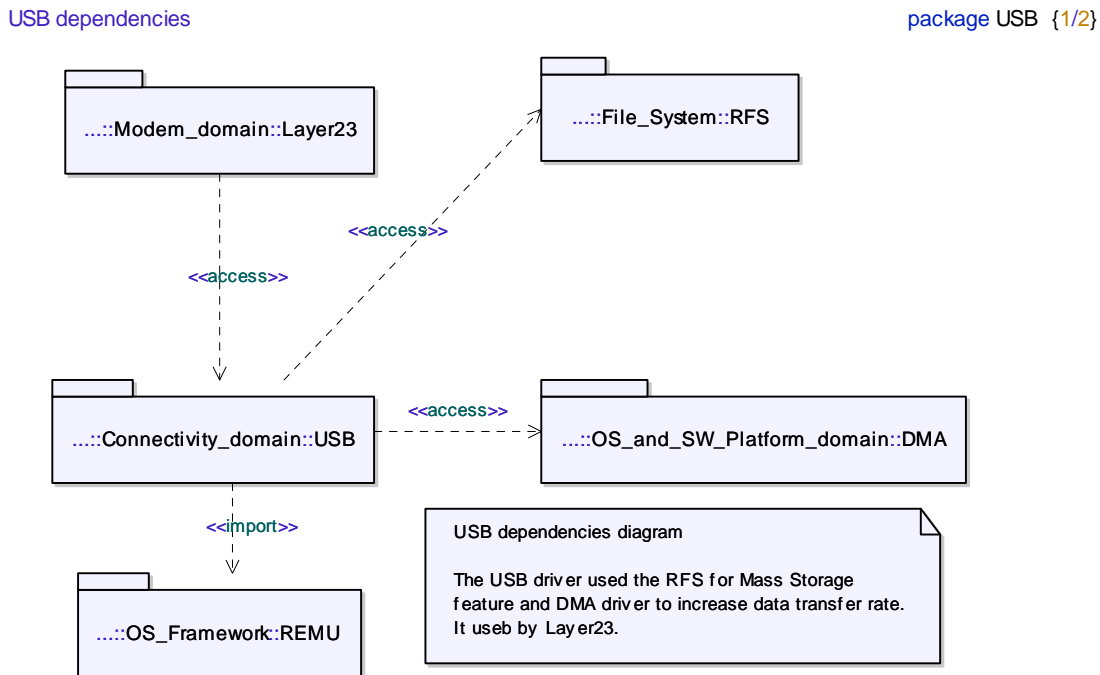 USB dependencies
package USB {1/2}
...::Modem_domain::Layer23
...::File_System::RFS
<<access>>
<<access>>
<<access>>
...::Connectivity_domain::USB
...::OS_and_SW_Platform_domain::DMA
<<import>>
USB dependencies diagram
The USB driver used the RFS for Mass Storage
feature and DMA driver to increase data transfer rate.
It useb by Layer23.
...::OS_Framework::REMU